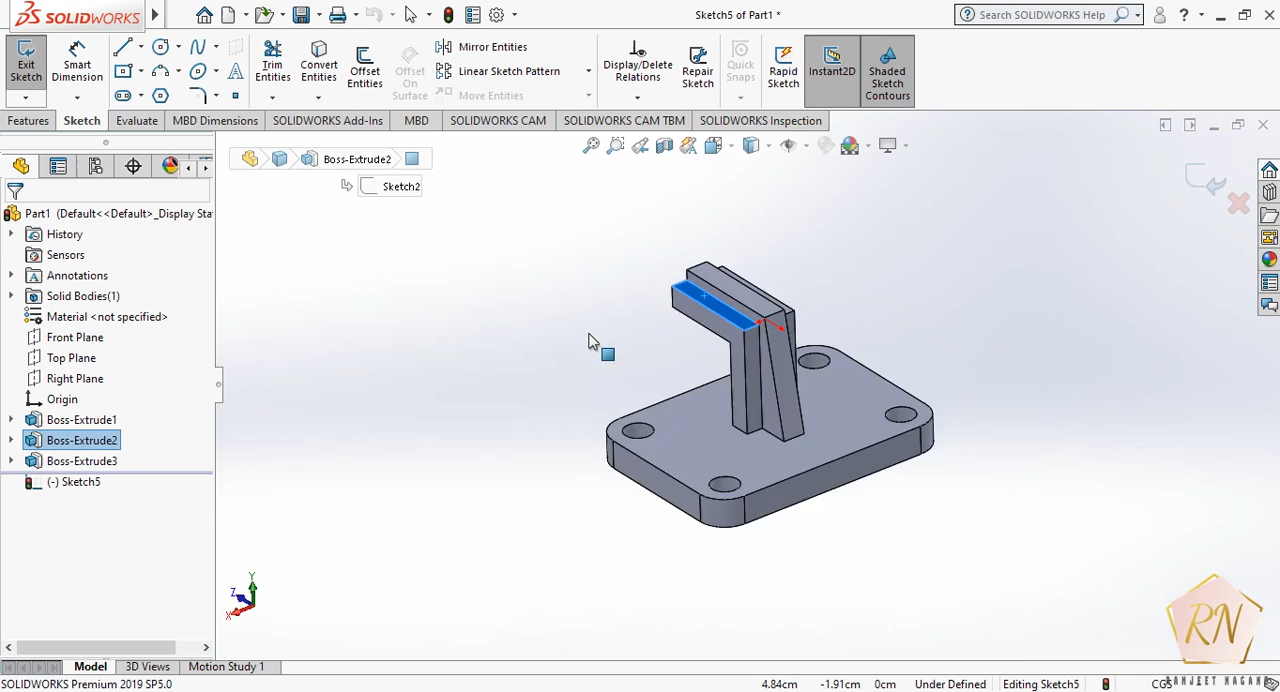 SOLIDWORKS
Sketch5 of Part1 *
Search SOLIDWORKS Help
Exit Sketch
Smart Dimension
Trim Entities
Convert Entities
Offset Entities
Offset On Surface
Mirror Entities
Linear Sketch Pattern
Move Entities
Display/Delete Relations
Repair Sketch
Quick Snaps
Rapid Sketch
Instant2D
Shaded Sketch Contours
Features
Sketch
Evaluate
MBD Dimensions
SOLIDWORKS Add-Ins
MBD
SOLIDWORKS CAM
SOLIDWORKS CAM TBM
SOLIDWORKS Inspection
Boss-Extrude2
Sketch2
Part1 (Default<<Default>_Display Sta
History
Sensors
Annotations
Solid Bodies(1)
Material <not specified>
Front Plane
Top Plane
Right Plane
Origin
Boss-Extrude1
Boss-Extrude2
Boss-Extrude3
(-) Sketch5
Y
Z
X
RN
Model
3D Views
Motion Study 1
SOLIDWORKS Premium 2019 SP5.0
4.84cm
-1.91cm
0cm
Under Defined
Editing Sketch5